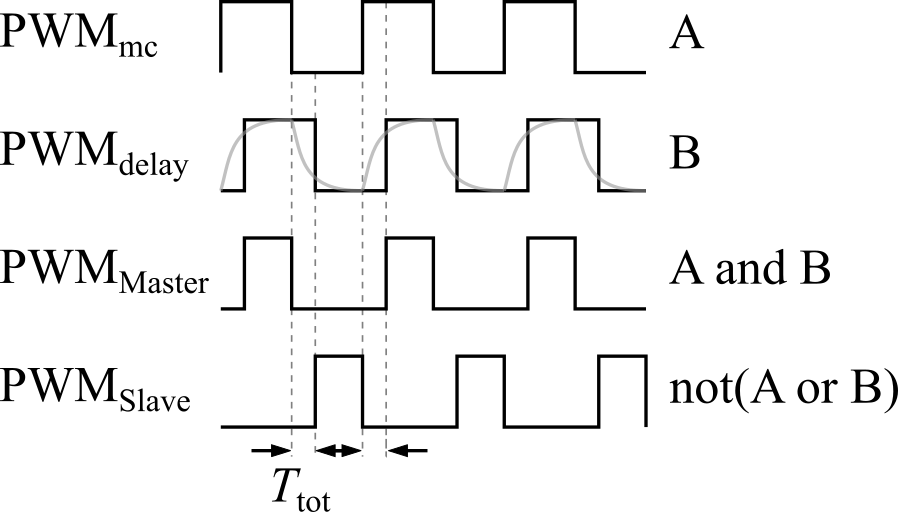 PWMmc A
PWMdelay B
PWMMaster A and B
PWMSlave not(A or B)
Ttot